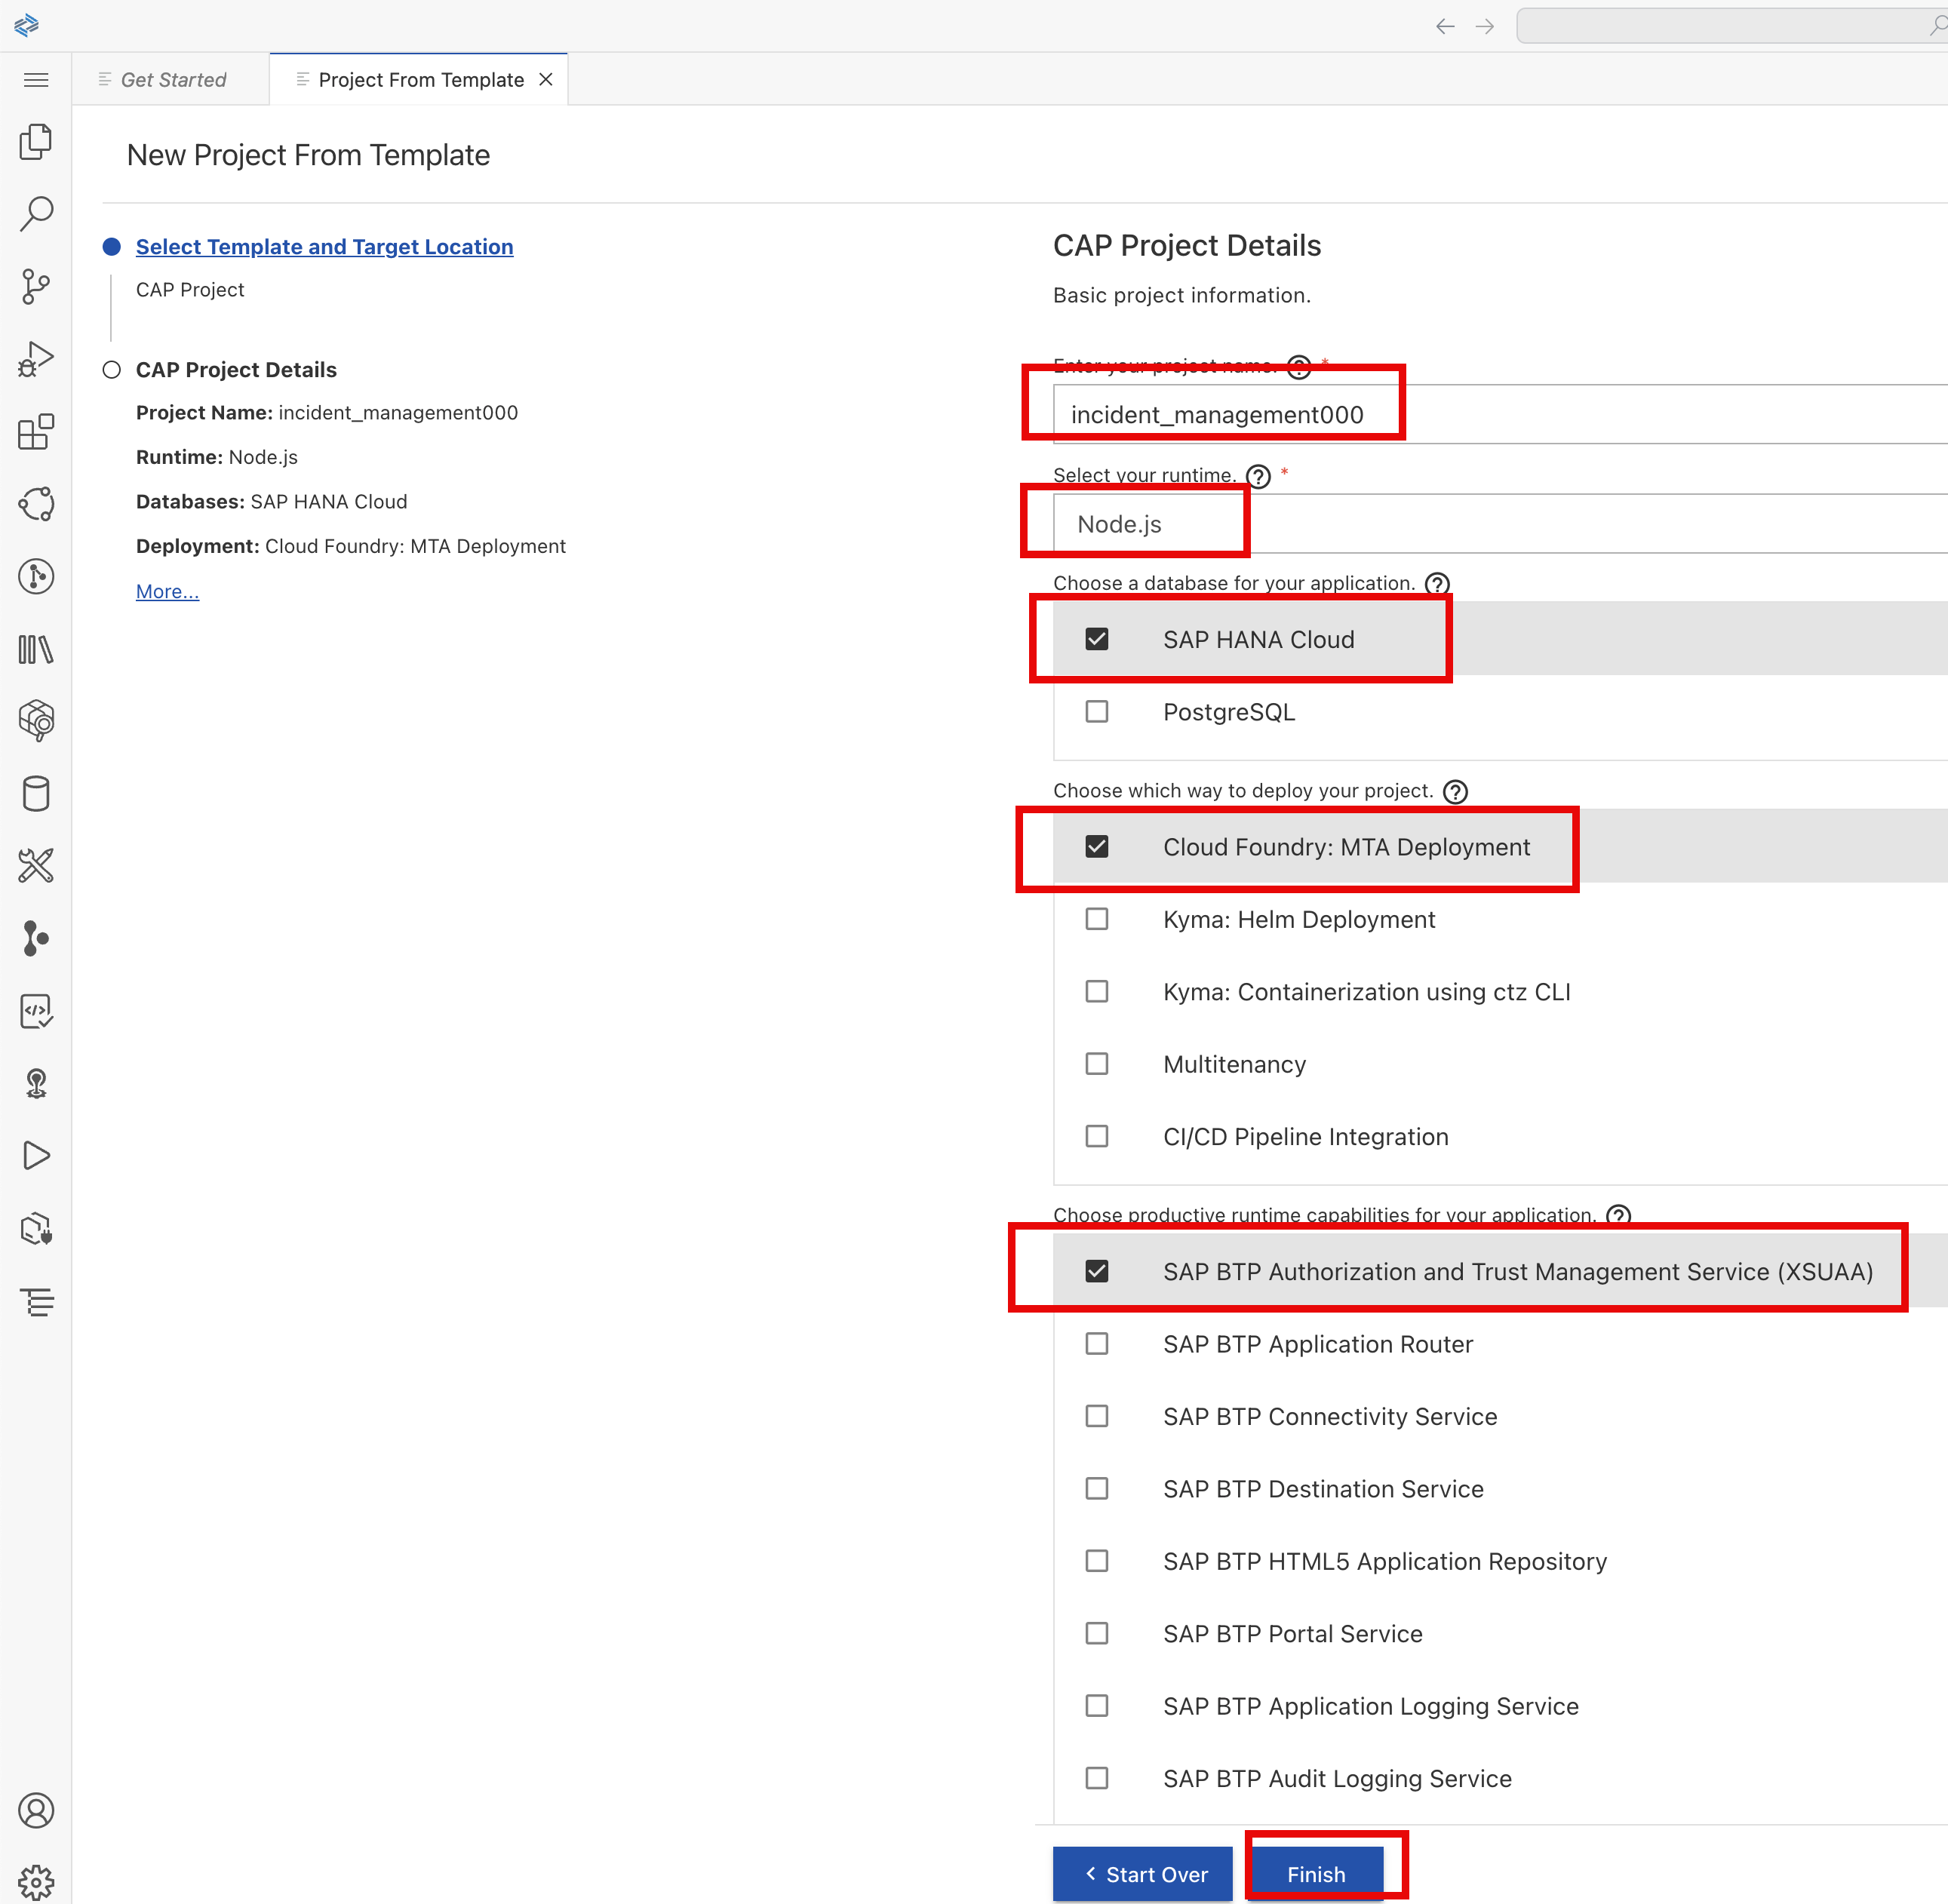 Get Started
Project From Template
New Project From Template
Select Template and Target Location
CAP Project
CAP Project Details
Project Name: incident_management000
Runtime: Node.js
Databases: SAP HANA Cloud
Deployment: Cloud Foundry: MTA Deployment
More...
CAP Project Details
Basic project information.
Enter your project name. *
incident_management000
Select your runtime. *
Node.js
Choose a database for your application.
SAP HANA Cloud
PostgreSQL
Choose which way to deploy your project.
Cloud Foundry: MTA Deployment
Kyma: Helm Deployment
Kyma: Containerization using ctz CLI
Multitenancy
CI/CD Pipeline Integration
Choose productive runtime capabilities for your application.
SAP BTP Authorization and Trust Management Service (XSUAA)
SAP BTP Application Router
SAP BTP Connectivity Service
SAP BTP Destination Service
SAP BTP HTML5 Application Repository
SAP BTP Portal Service
SAP BTP Application Logging Service
SAP BTP Audit Logging Service
Start Over
Finish